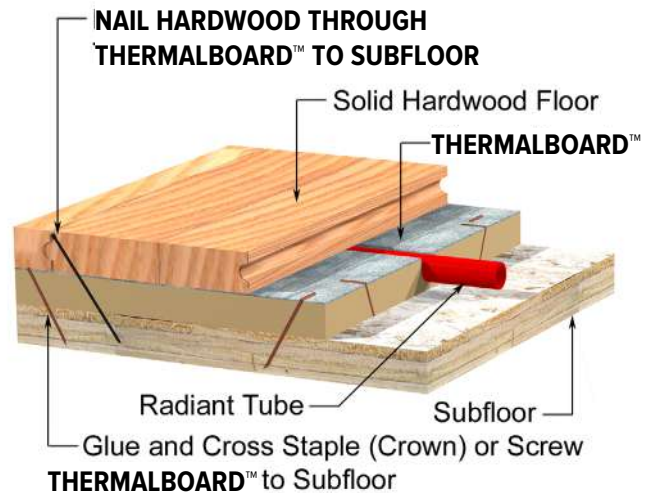 NAIL HARDWOOD THROUGH
THERMALBOARD™ TO SUBFLOOR
Solid Hardwood Floor
THERMALBOARD™
Radiant Tube
Subfloor
Glue and Cross Staple (Crown) or Screw
THERMALBOARD™ to Subfloor